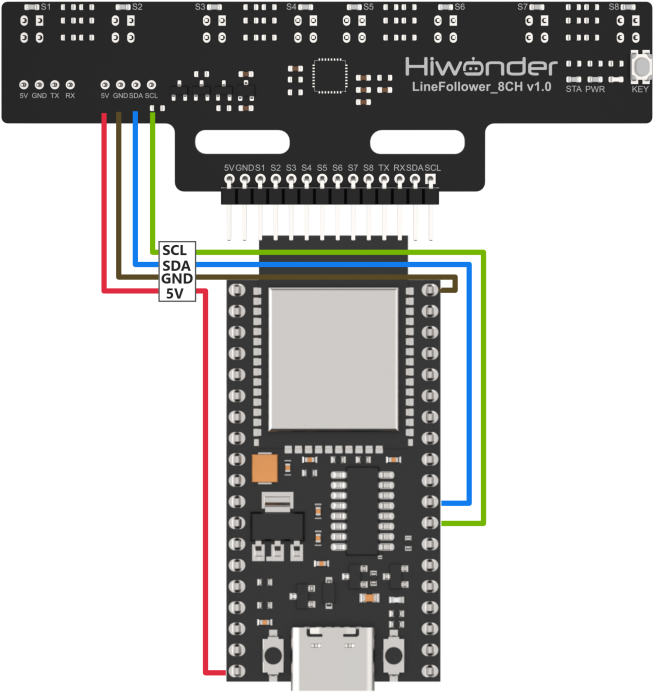 S1 S2 S3 S4 S5 S6 S7 S8
Hiwonder
LineFollower_8CH v1.0
STA PWR KEY
5V GND TX RX 5V GND SDA SCL
5V GND S1 S2 S3 S4 S5 S6 S7 S8 TX RX SDA SCL
SCL
SDA
GND
5V